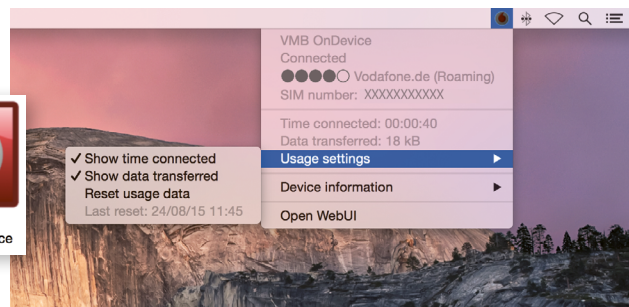 VMB OnDevice
Connected
Vodafone.de (Roaming)
SIM number: XXXXXXXXXXX
Time connected: 00:00:40
Data transferred: 18 kB
Usage settings
✓ Show time connected
✓ Show data transferred
Reset usage data
Last reset: 24/08/15 11:45
Device information
Open WebUI
ce